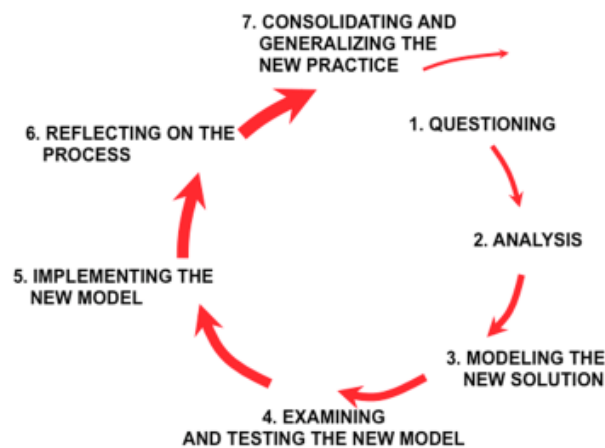 7. CONSOLIDATING AND
GENERALIZING THE
NEW PRACTICE
1. QUESTIONING
2. ANALYSIS
3. MODELING THE
NEW SOLUTION
4. EXAMINING
AND TESTING THE NEW MODEL
5. IMPLEMENTING THE
NEW MODEL
6. REFLECTING ON THE
PROCESS